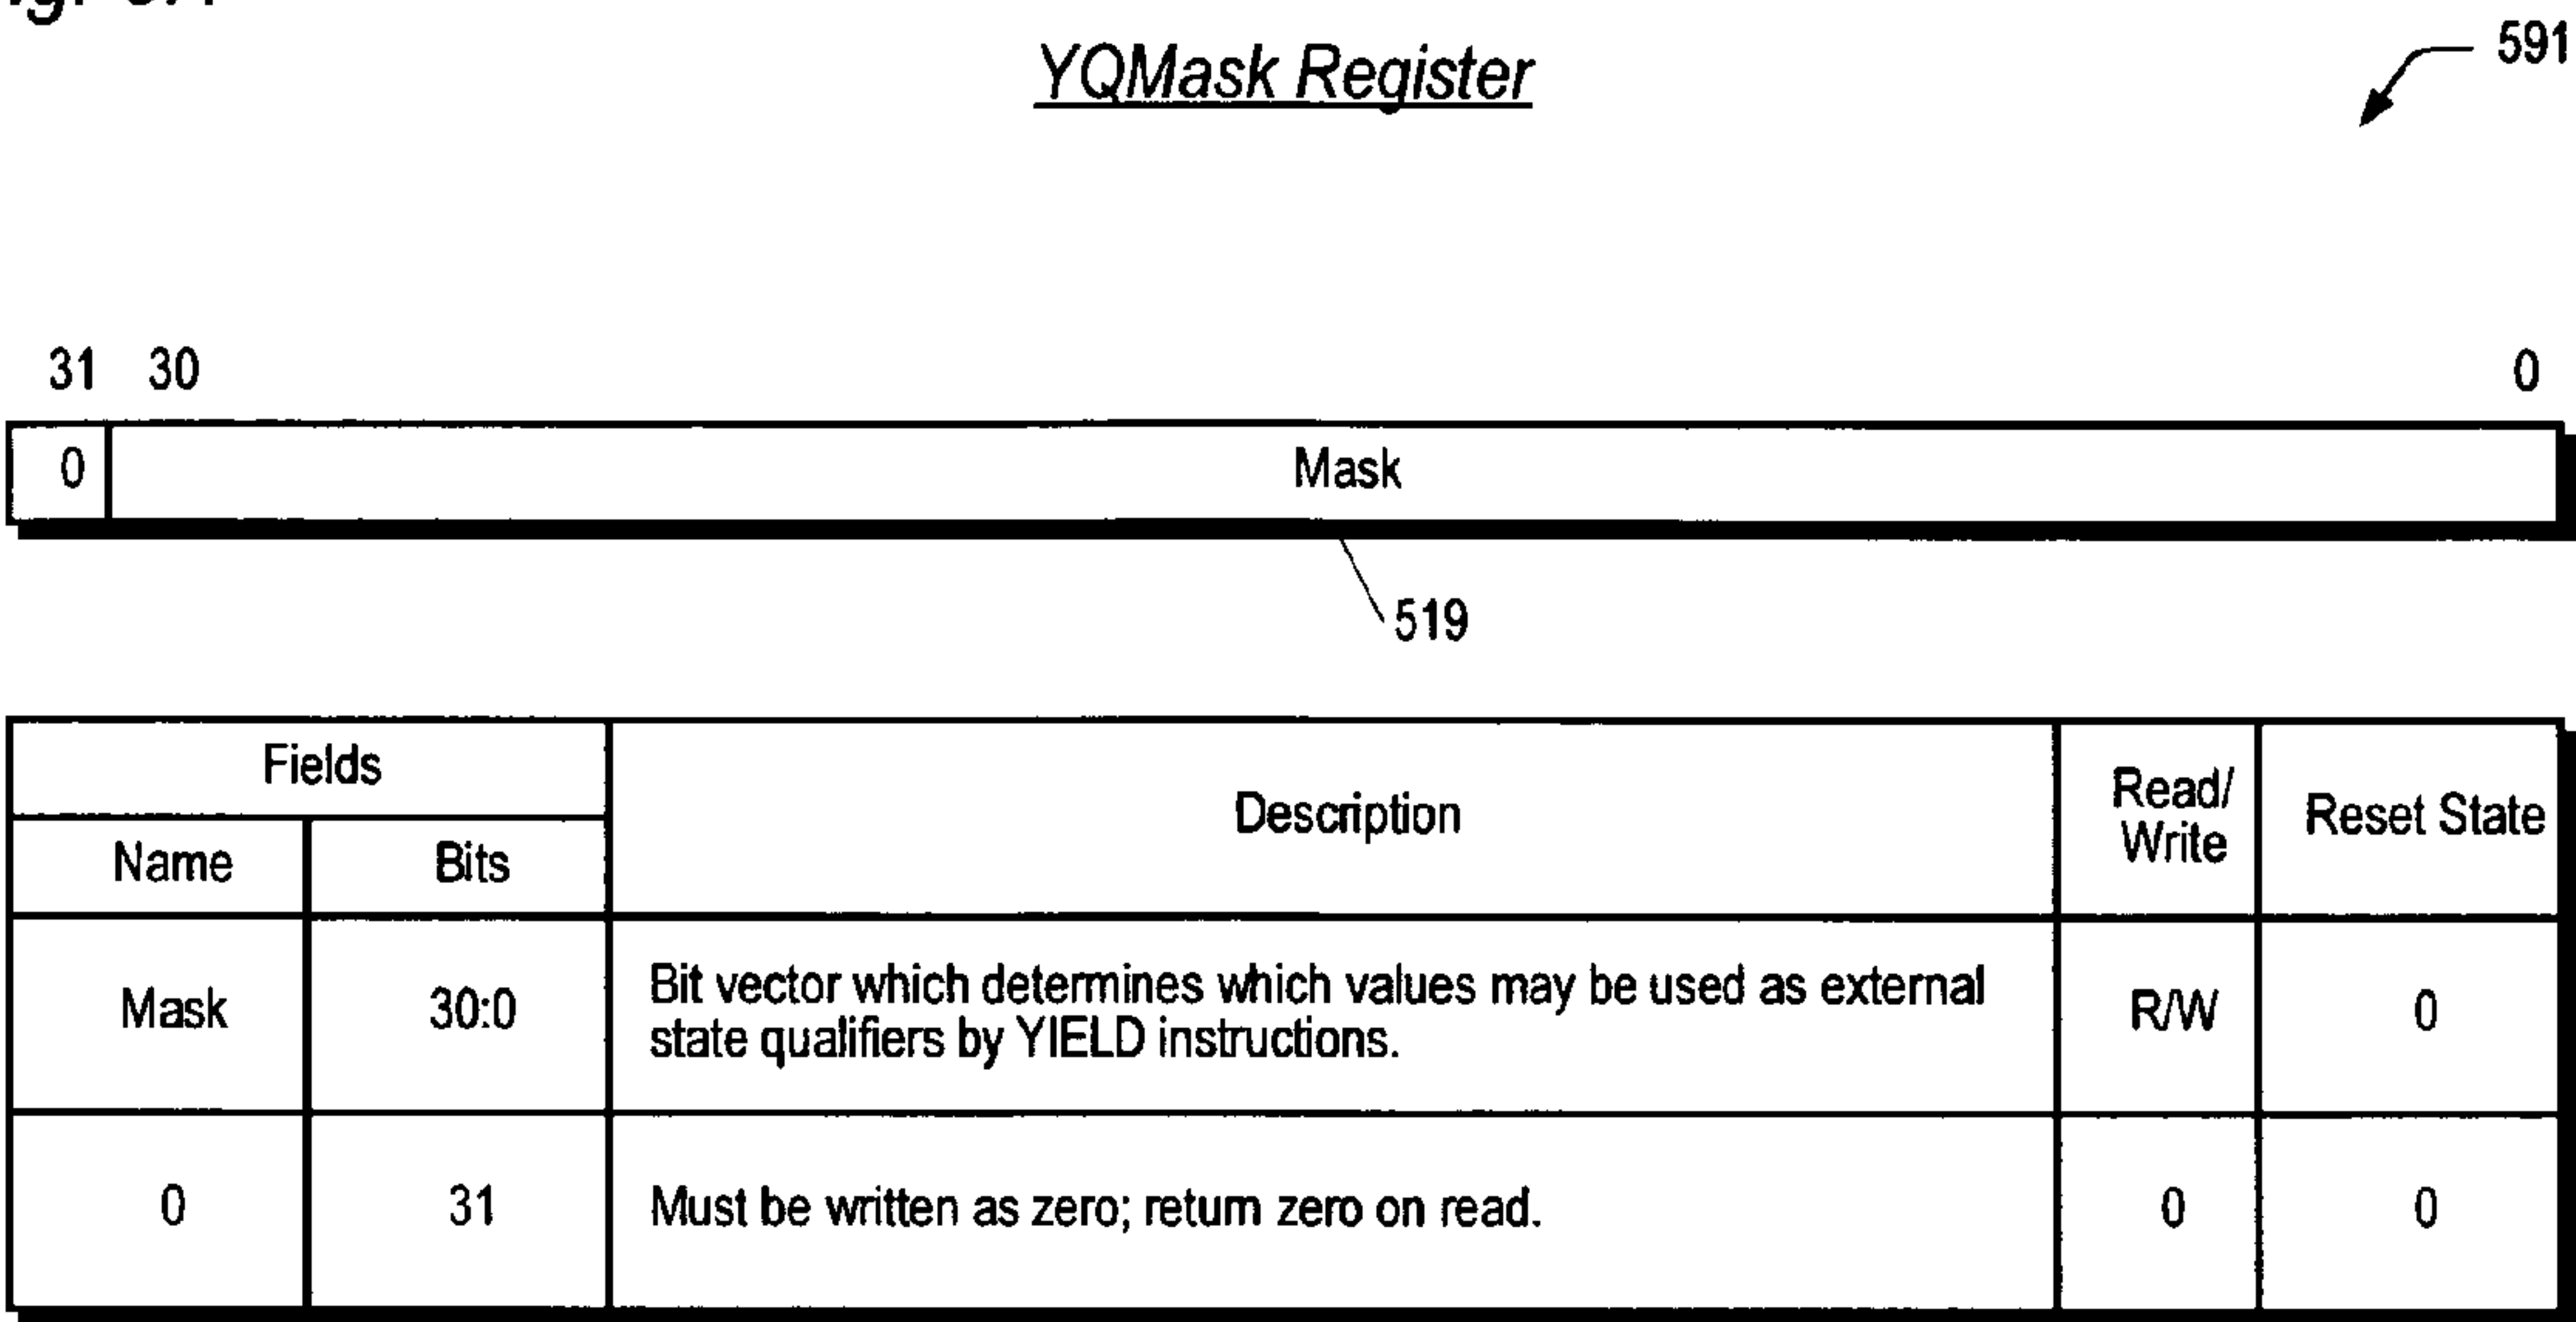 YQMask Register
591
31 30 0
0 Mask
519
Fields Description Read/Write Reset State
Name Bits
Mask 30:0 Bit vector which determines which values may be used as external
state qualifiers by YIELD instructions. R/W 0
0 31 Must be written as zero; return zero on read. 0 0